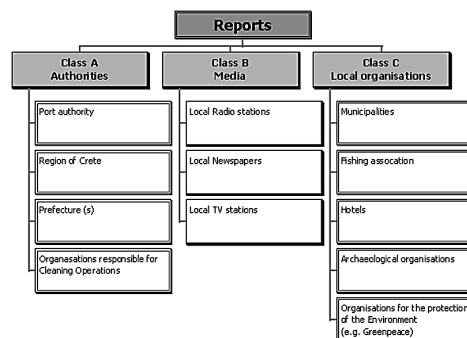 Reports
Class A
Authorities
Class B
Media
Class C
Local organisations
Port authority
Region of Crete
Prefecture (s)
Organasations responsible for
Cleaning Operations
Local Radio stations
Local Newspapers
Local TV stations
Municipalities
Fishing assocation
Hotels
Archaeological organisations
Organisations for the protection
of the Environment
(e.g. Greenpeace)